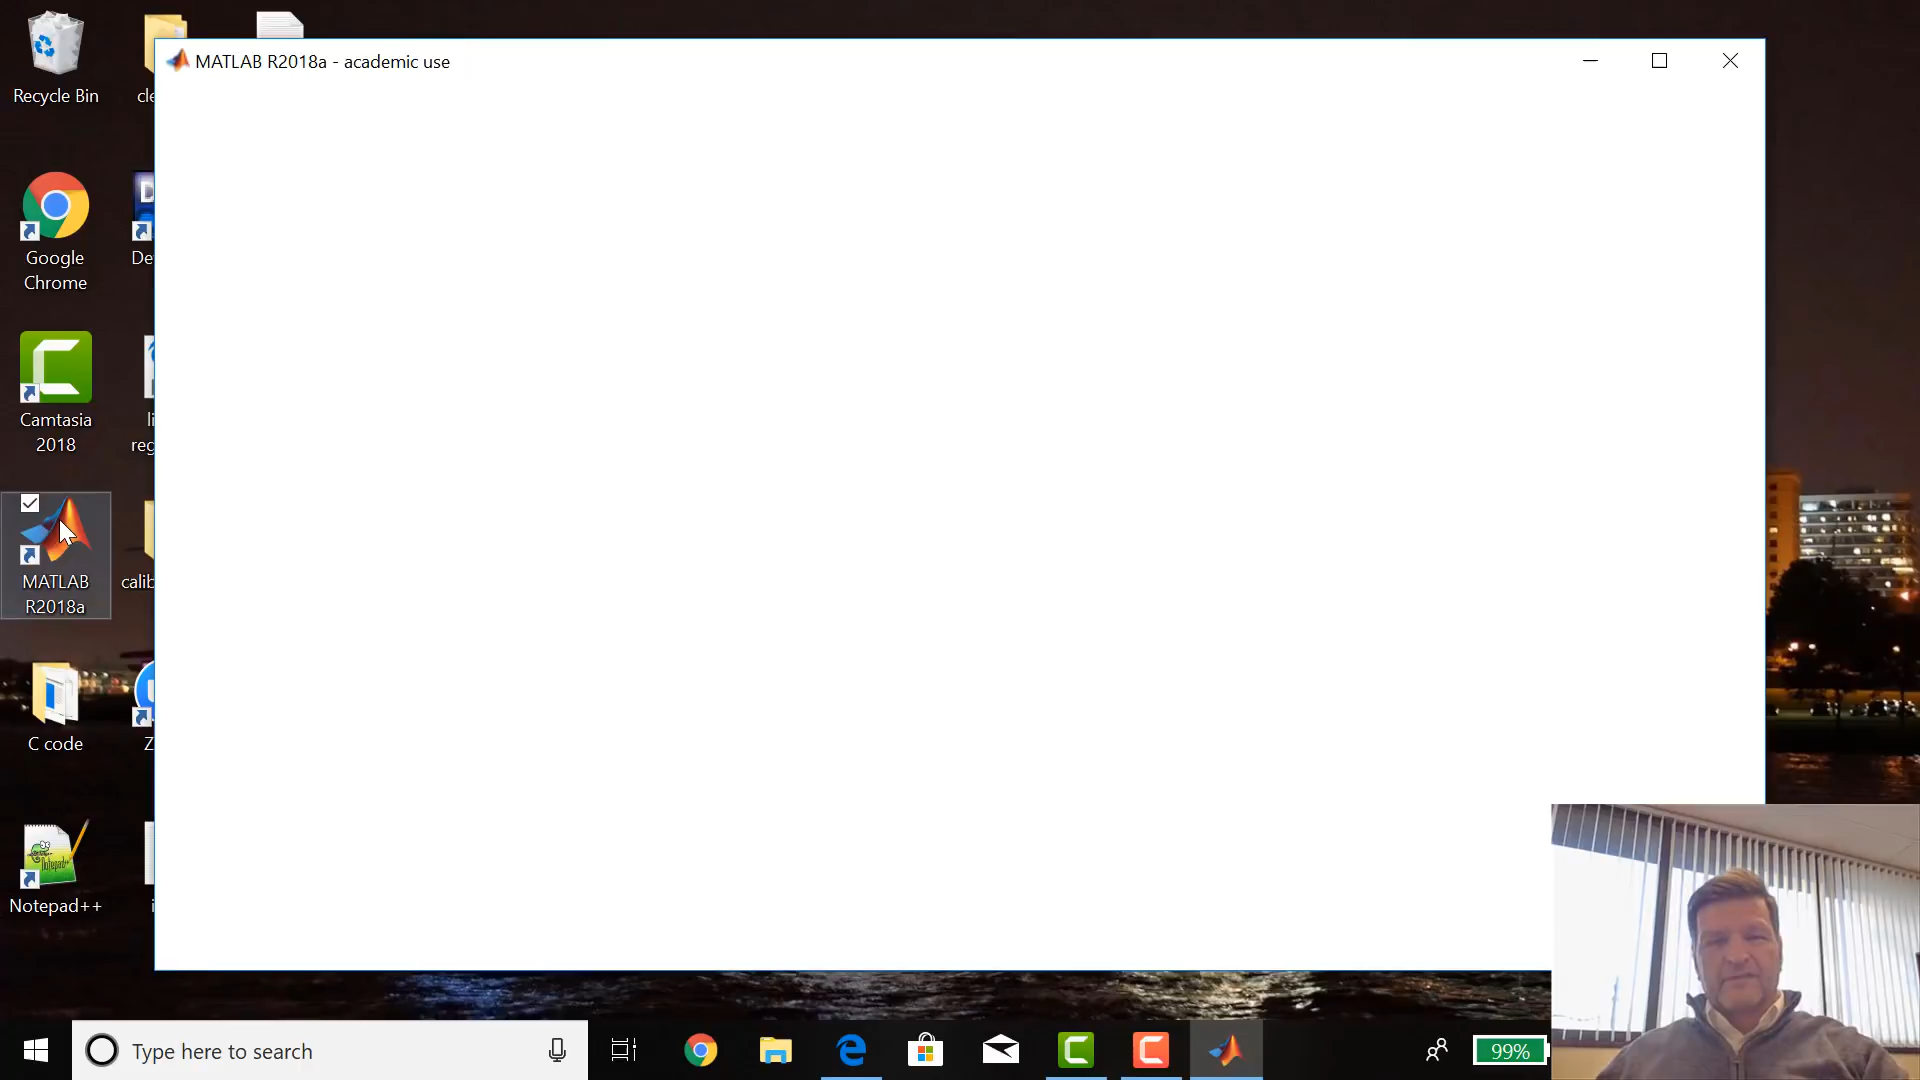 MATLAB R2018a - academic use
Recycle Bin
cle
Google
Chrome
De
Camtasia
2018
li
reg
MATLAB
R2018a
calib
C code
Z
Notepad++
i
Type here to search
99%